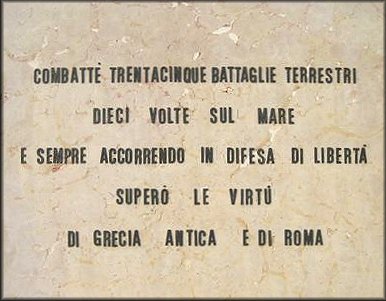 COMBATTÈ TRENTACINQUE BATTAGLIE TERRESTRI
DIECI VOLTE SUL MARE
E SEMPRE ACCORRENDO IN DIFESA DI LIBERTÀ
SUPERÒ LE VIRTÙ
DI GRECIA ANTICA E DI ROMA